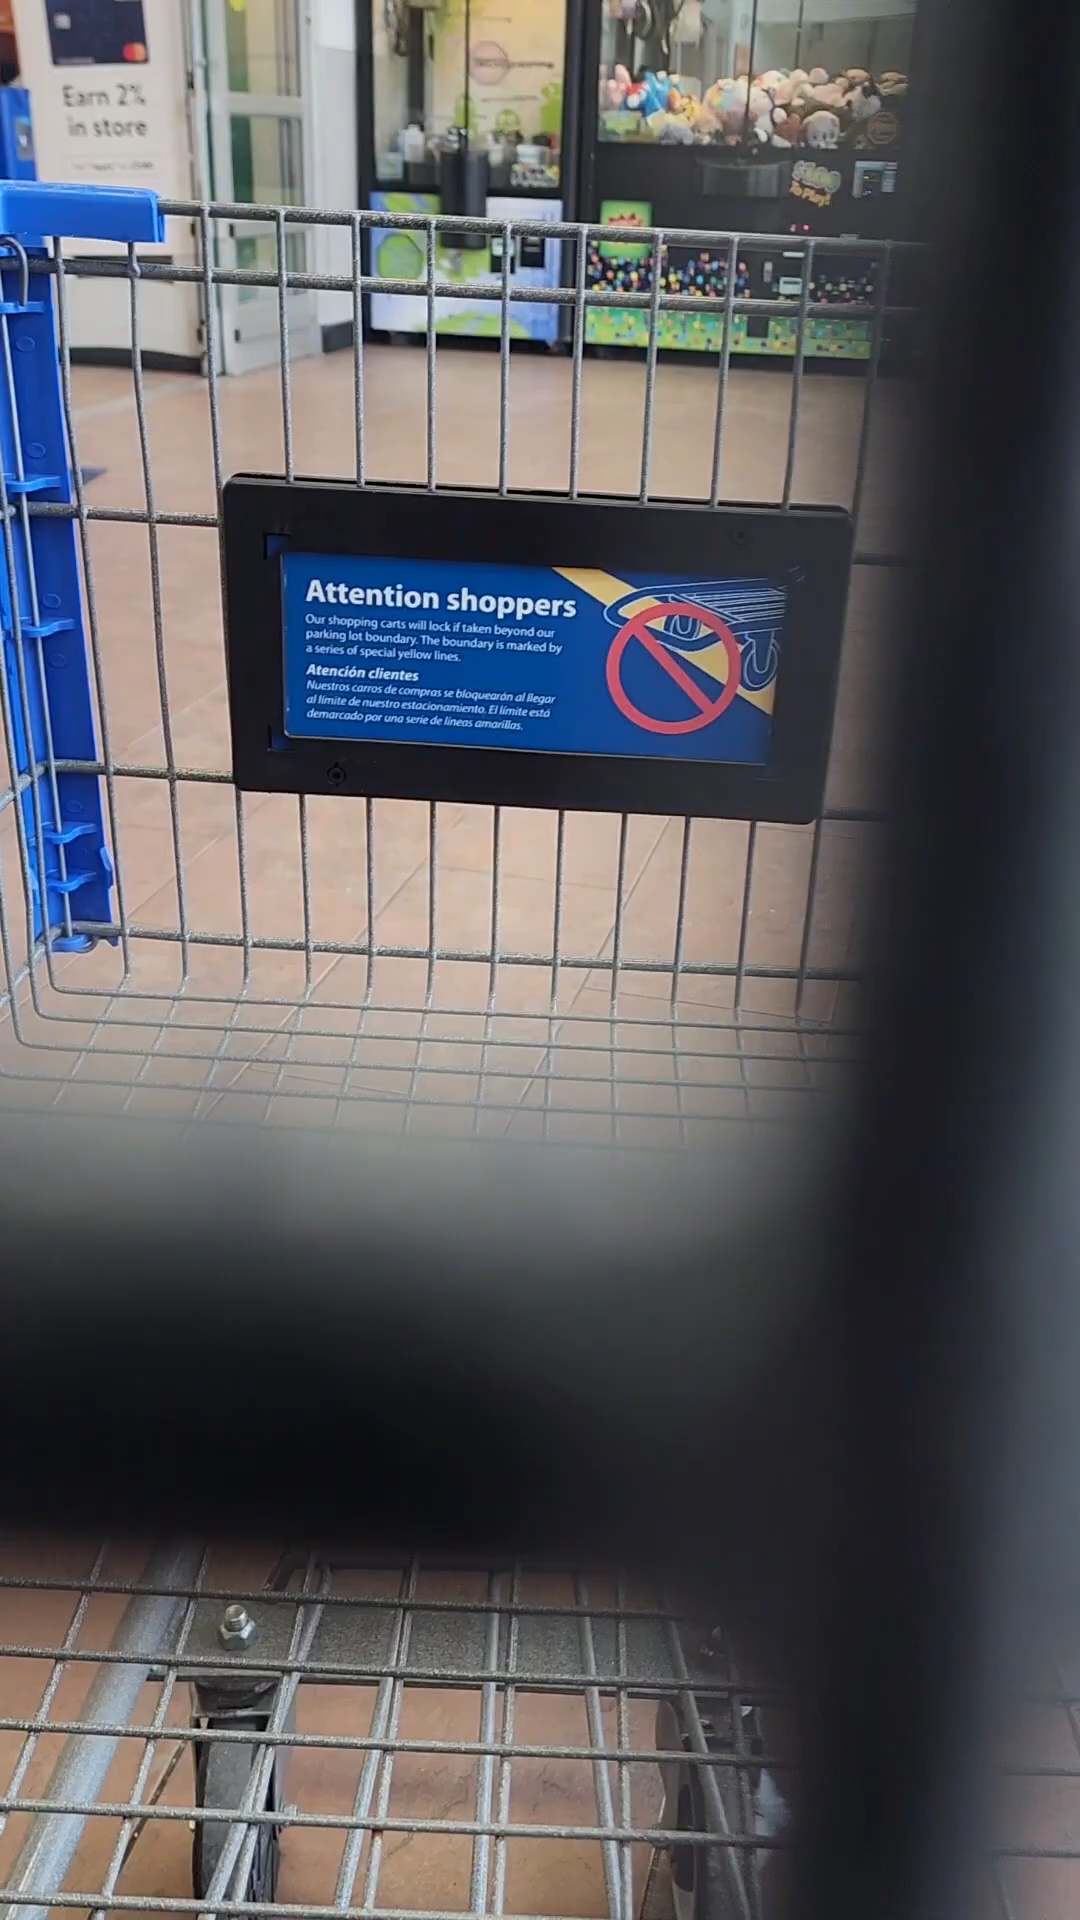 Earn 2%
in store
To Play!
Attention shoppers
Our shopping carts will lock if taken beyond our
parking lot boundary. The boundary is marked by
a series of special yellow lines.
Atención clientes
Nuestros carros de compras se bloquearán al llegar
al límite de nuestro estacionamiento. El límite está
demarcado por una serie de líneas amarillas.